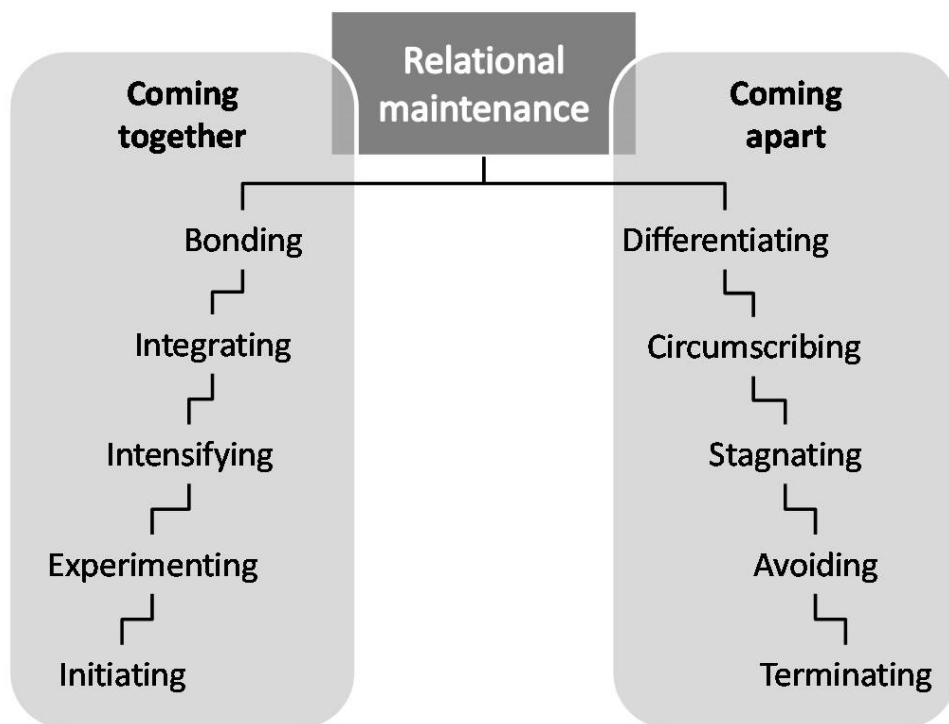 Relational
maintenance
Coming
together
Bonding
Integrating
Intensifying
Experimenting
Initiating
Coming
apart
Differentiating
Circumscribing
Stagnating
Avoiding
Terminating